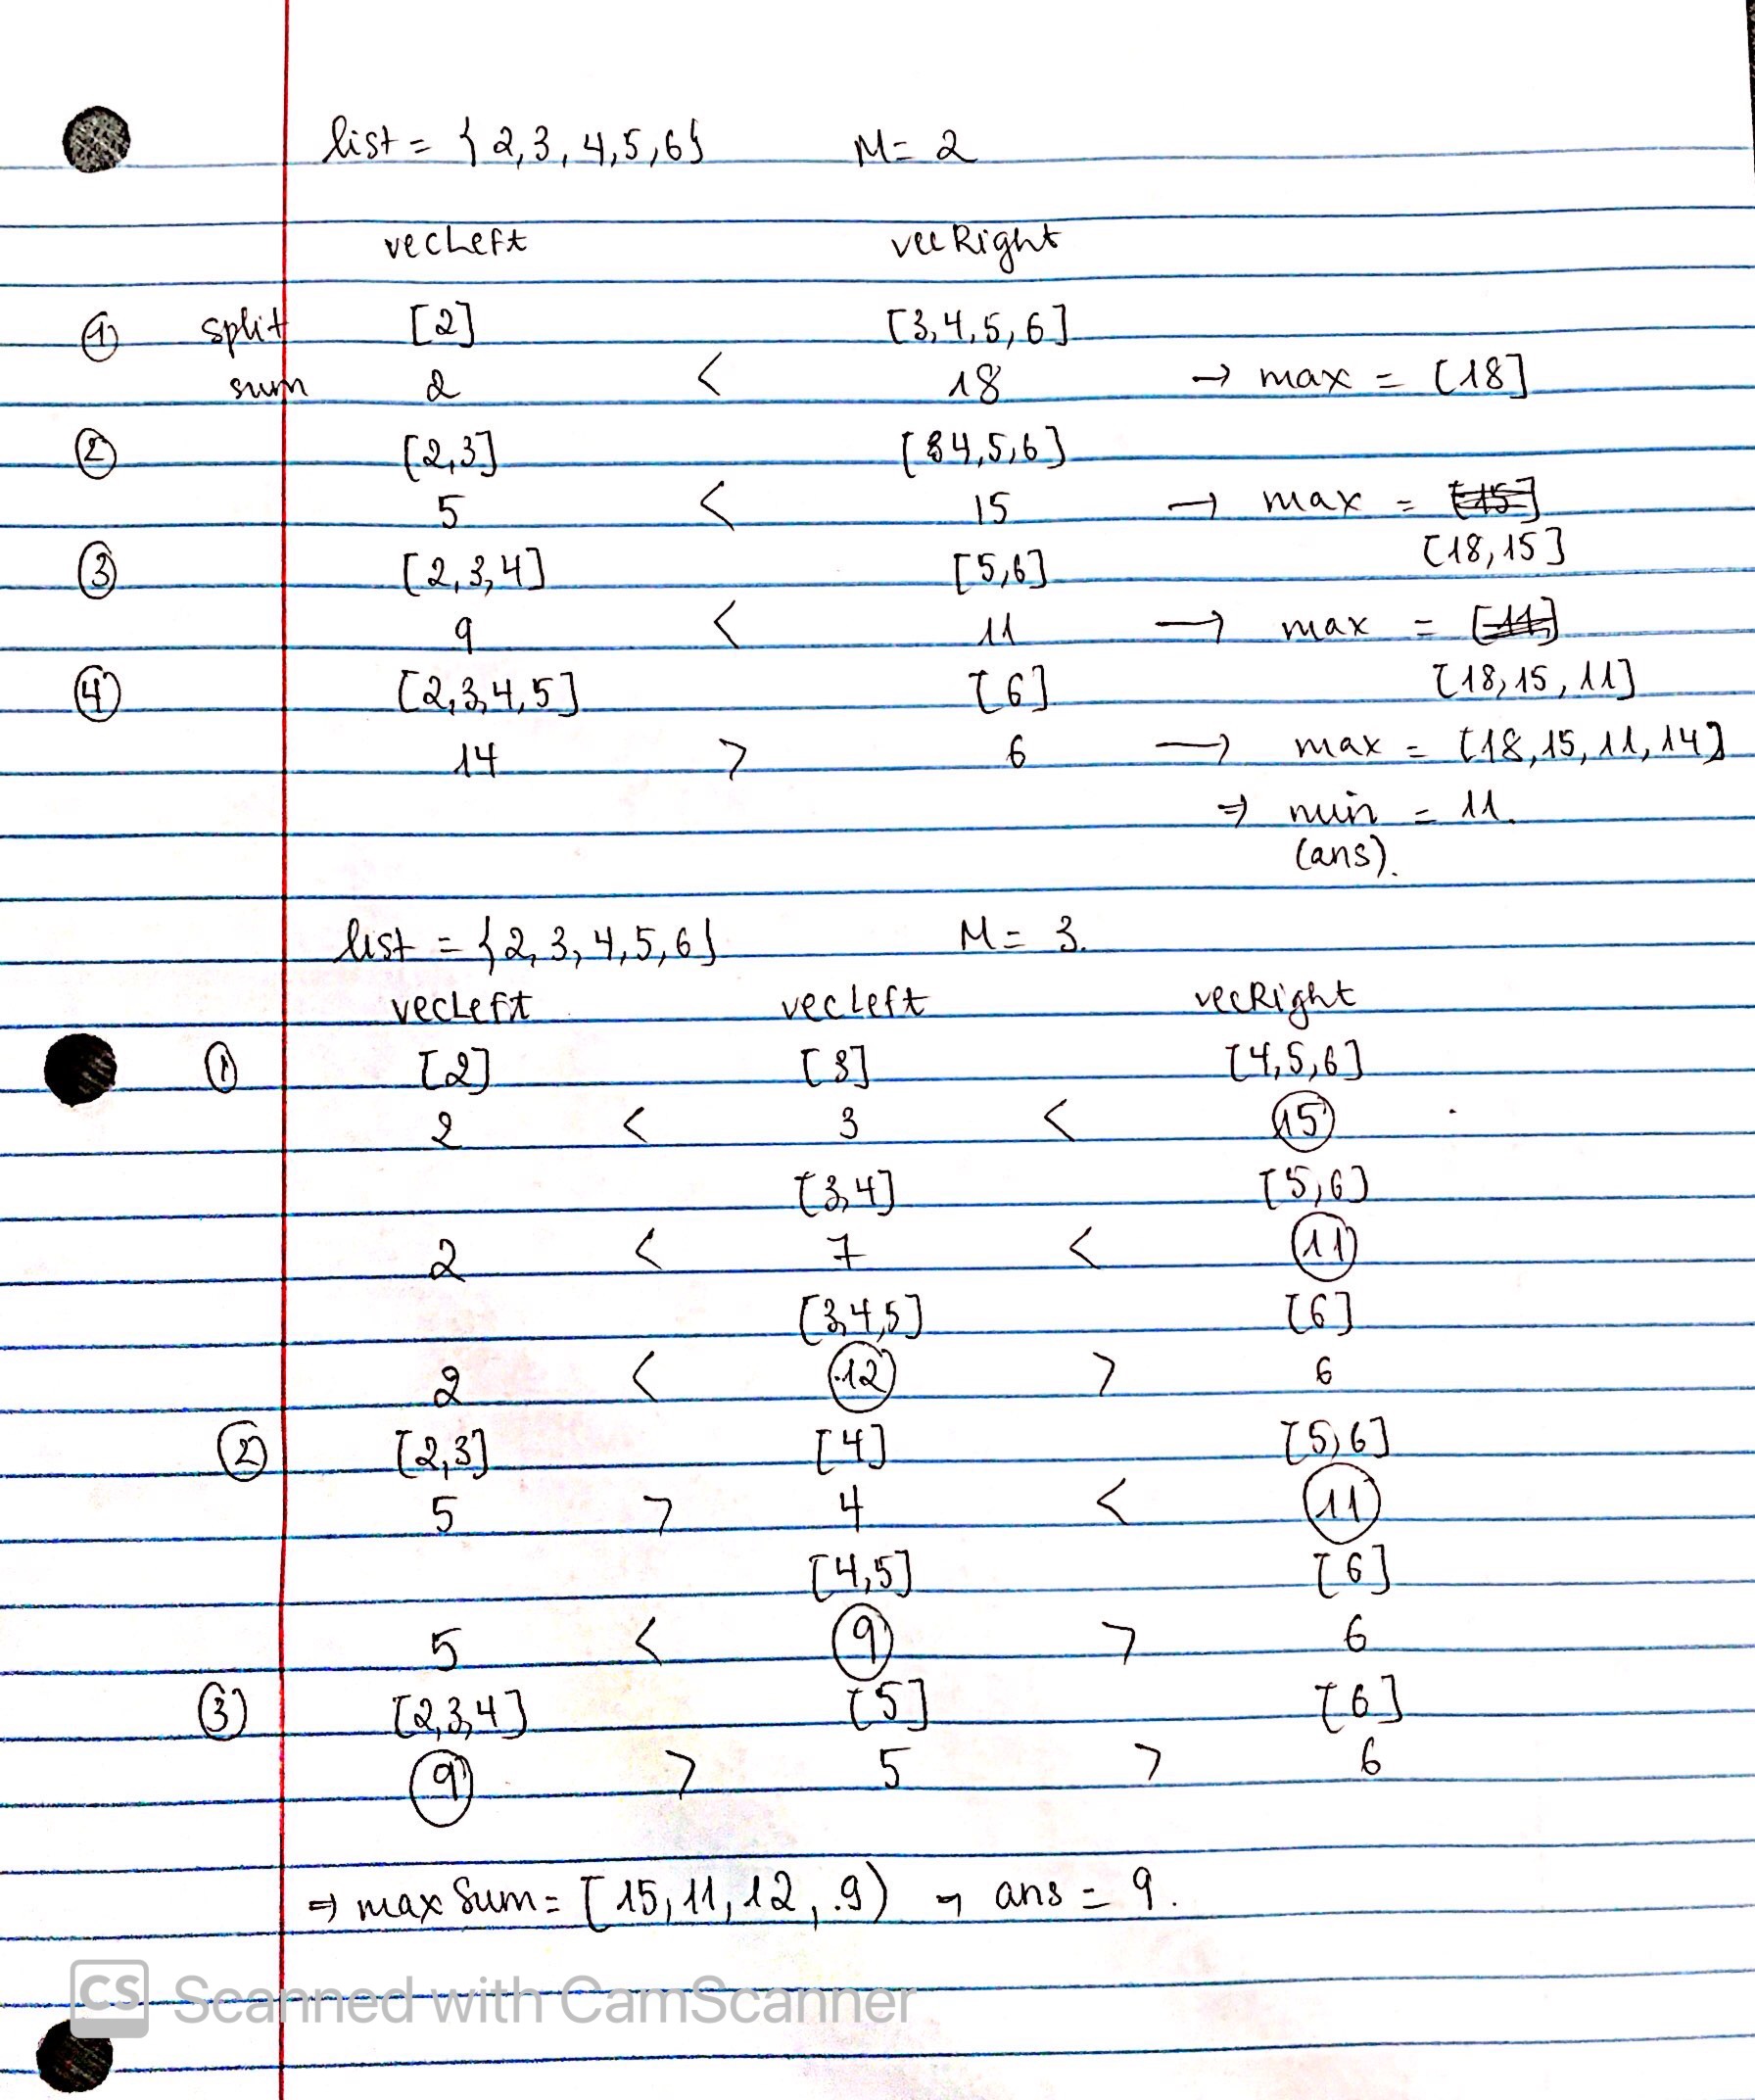 list = { 2,3,4,5,6} M = 2
vecLeft vecRight
① split [2] [3,4,5,6]
sum 2 < 18 → max = [18]
② [2,3] [4,5,6]
5 < 15 → max = [15]
[18,15]
③ [2,3,4] [5,6]
9 < 11 → max = [11]
[18,15,11]
④ [2,3,4,5] [6]
14 > 6 → max = [18,15,11,14]
⇒ min = 11.
(ans).
list = {2,3,4,5,6} M = 3.
vecLeft vecLeft vecRight
① [2] [3] [4,5,6]
2 < 3 < 15
[3,4] [5,6]
2 < 7 < 11
[3,4,5] [6]
2 < 12 > 6
② [2,3] [4] [5,6]
5 > 4 < 11
[4,5] [6]
5 < 9 > 6
③ [2,3,4] [5] [6]
9 > 5 > 6
⇒ max Sum = [15,11,12,.9) → ans = 9.
CS Scanned with CamScanner